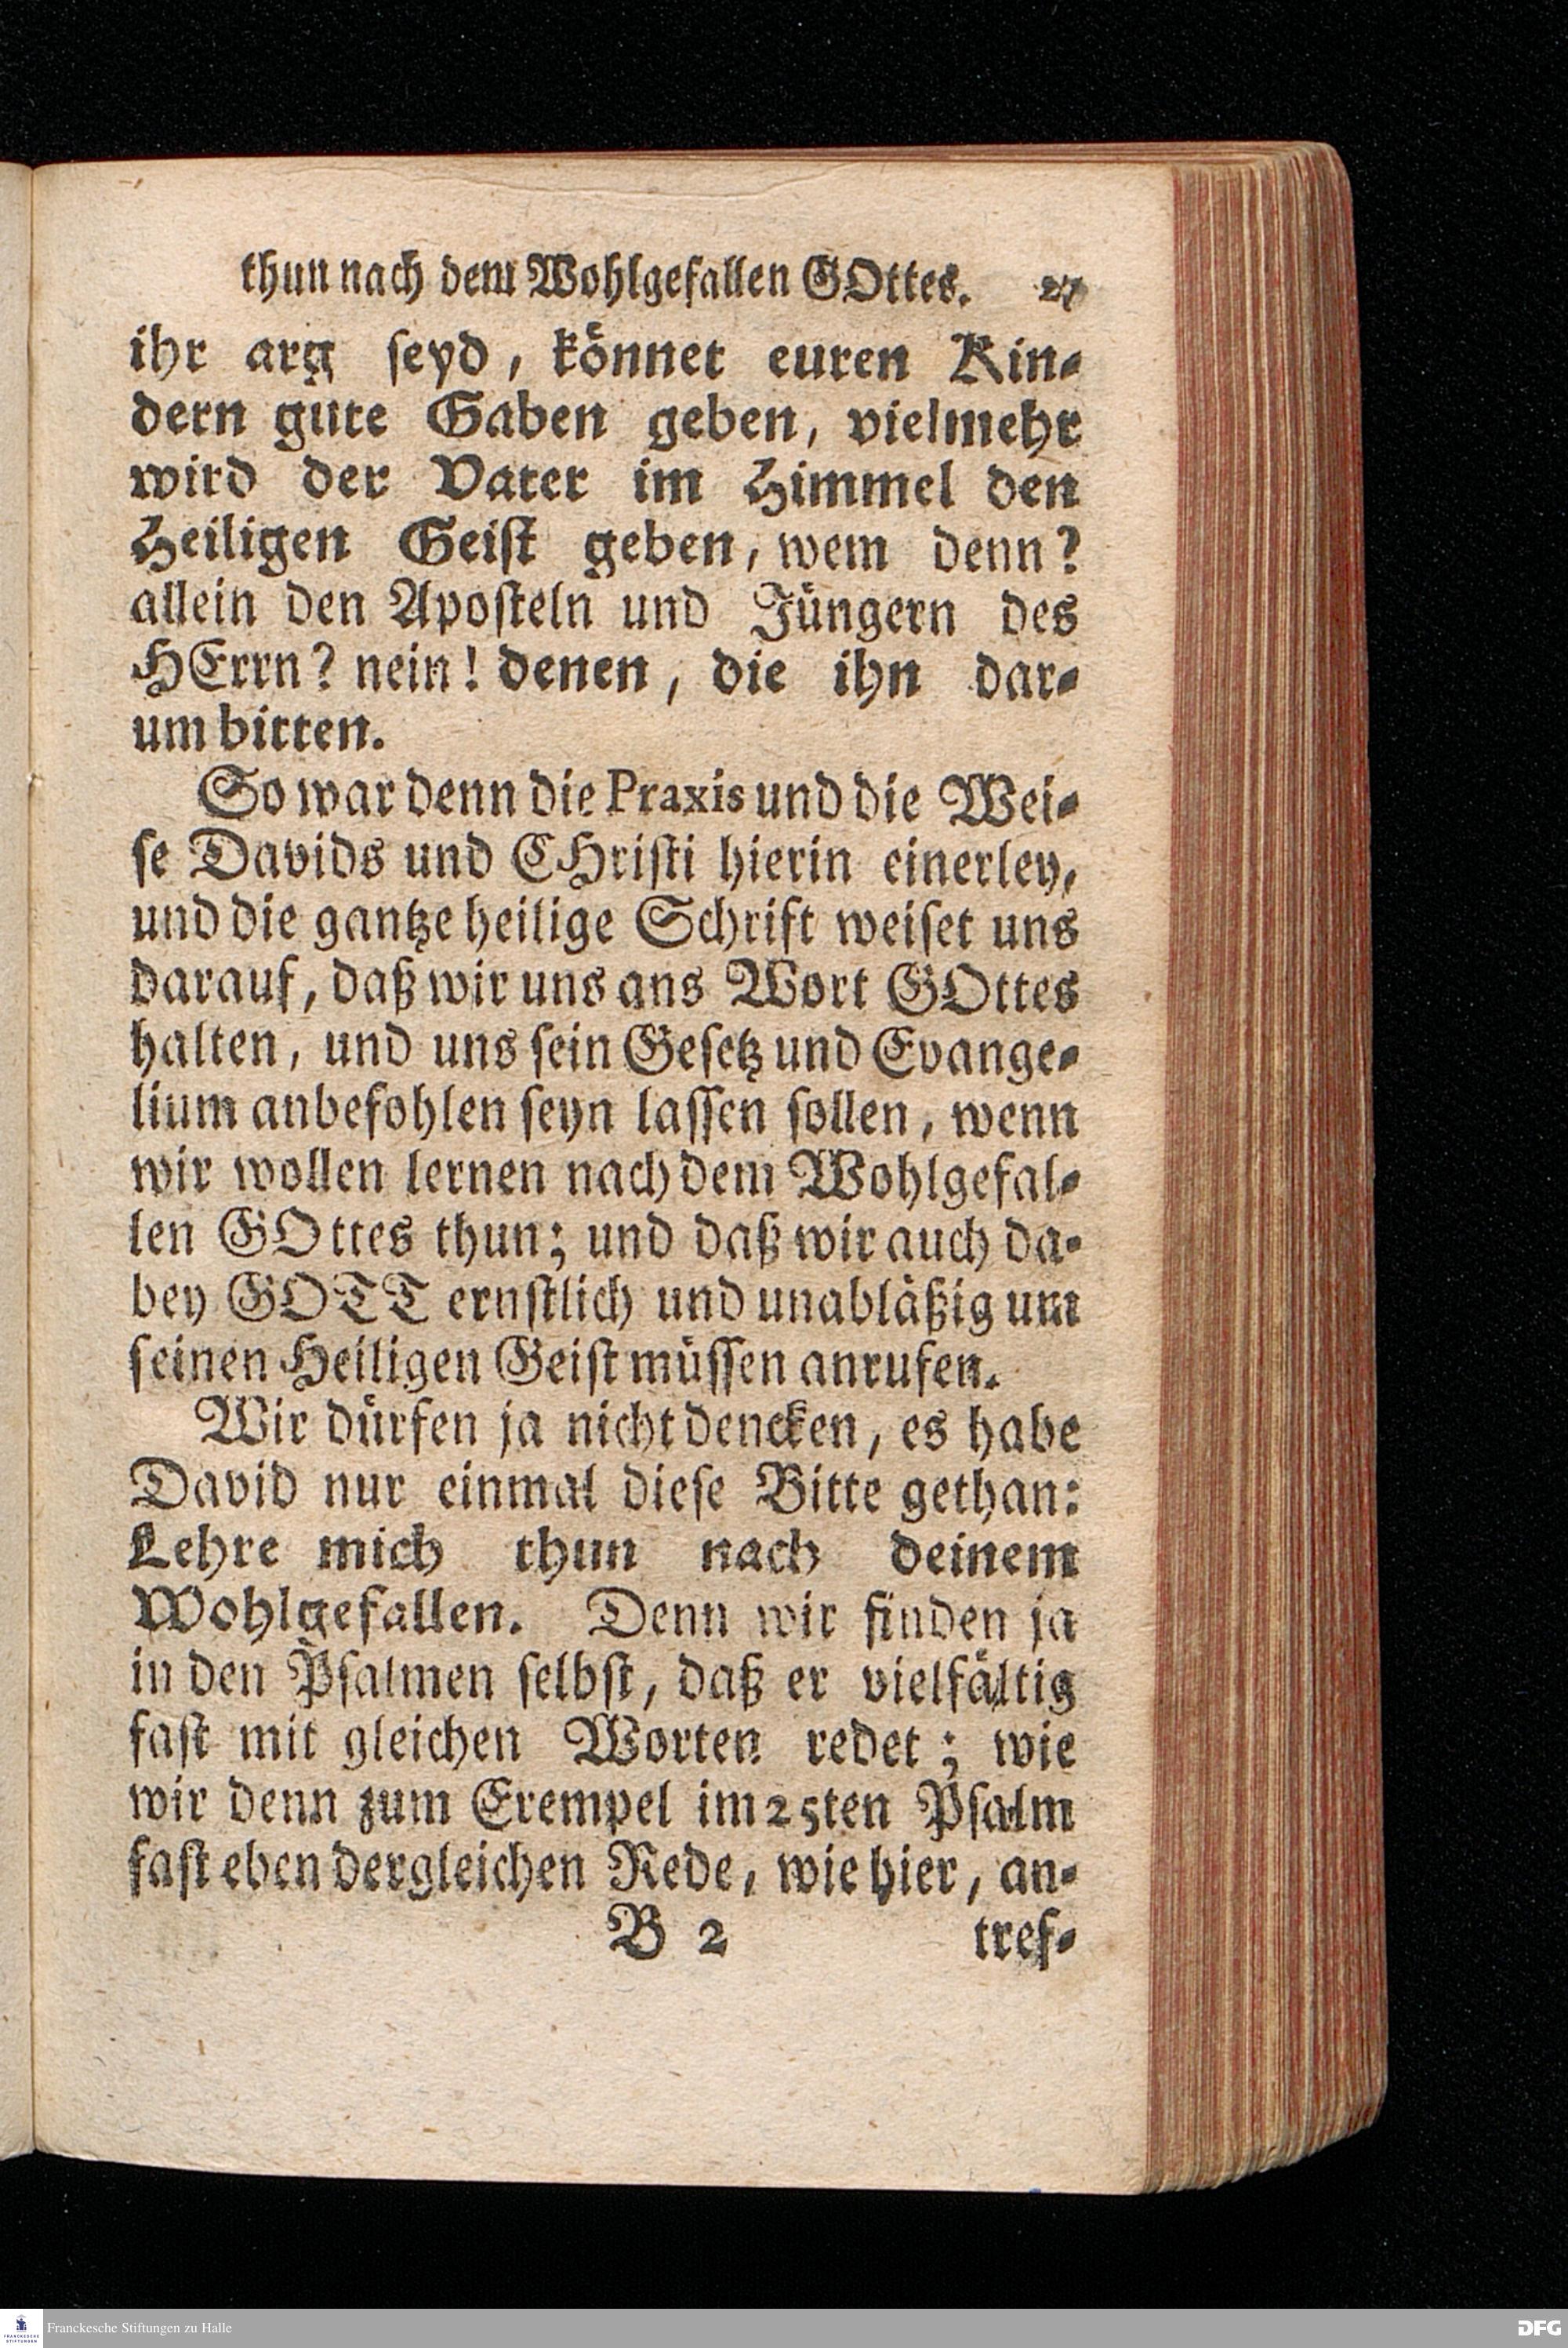 thun nach dem Wohlgefallen GOttes. 27
ihr arg ſeyd, könnet euren Kin⸗
dern gute Gaben geben, vielmehr
wird der Vater im Himmel den
Heiligen Geiſt geben, wem denn?
allein den Apoſteln und Jüngern des
HErrn? nein! denen, die ihn dar⸗
um bitten.
So war denn die Praxis und die Wei⸗
ſe Davids und CHriſti hierin einerley,
und die gantze heilige Schrift weiſet uns
darauf, daß wir uns ans Wort GOttes
halten, und uns ſein Geſetz und Evange⸗
lium anbefohlen ſeyn laſſen ſollen, wenn
wir wollen lernen nach dem Wohlgefal⸗
len GOttes thun; und daß wir auch da⸗
bey GOTT ernſtlich und unabläßig um
ſeinen Heiligen Geiſt müſſen anrufen.
Wir dürfen ja nicht dencken, es habe
David nur einmal dieſe Bitte gethan:
Lehre mich thun nach deinem
Wohlgefallen. Denn wir finden ja
in den Pſalmen ſelbſt, daß er vielfältig
faſt mit gleichen Worten redet; wie
wir denn zum Exempel im 25ten Pſalm
faſt eben dergleichen Rede, wie hier, an⸗
B 2 tref⸗
FRANCKESCHE STIFTUNGEN
Franckesche Stiftungen zu Halle
DFG